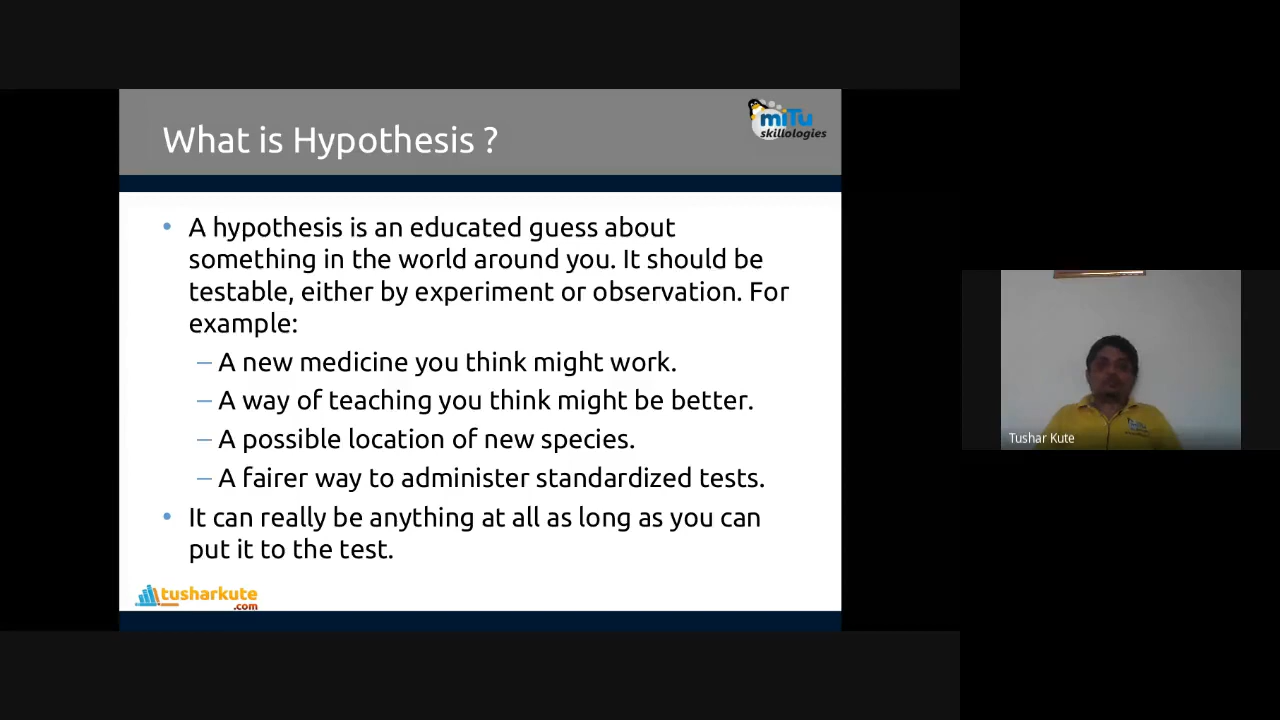 What is Hypothesis ?
miTu
skillologies
• A hypothesis is an educated guess about
something in the world around you. It should be
testable, either by experiment or observation. For
example:
– A new medicine you think might work.
– A way of teaching you think might be better.
– A possible location of new species.
– A fairer way to administer standardized tests.
• It can really be anything at all as long as you can
put it to the test.
tusharkute
.com
Tushar Kute